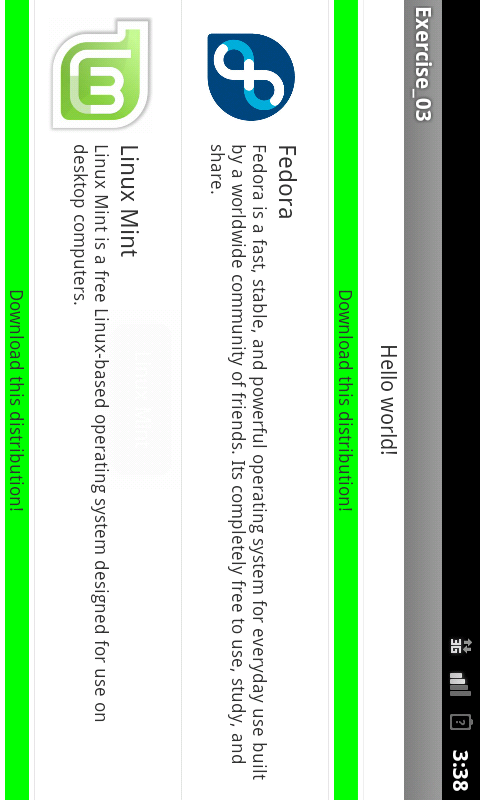 3G
3:38
Exercise_03
Hello world!
Download this distribution!
Fedora
Fedora is a fast, stable, and powerful operating system for everyday use built
by a worldwide community of friends. Its completely free to use, study, and
share.
Linux Mint
Linux Mint
Linux Mint is a free Linux-based operating system designed for use on
desktop computers.
Download this distribution!